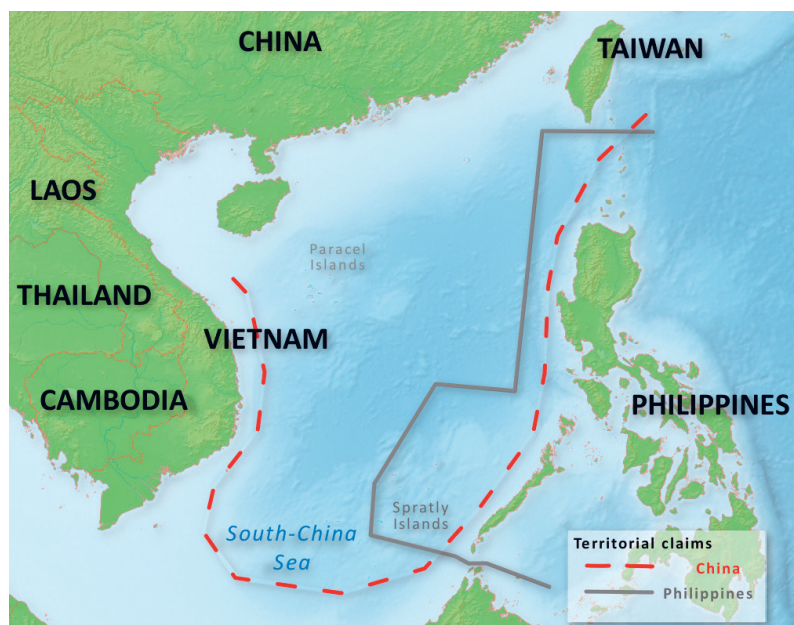 CHINA
TAIWAN
LAOS
Paracel
Islands
THAILAND
VIETNAM
CAMBODIA
PHILIPPINES
Spratly
Islands
South-China
Sea
Territorial claims
China
Philippines